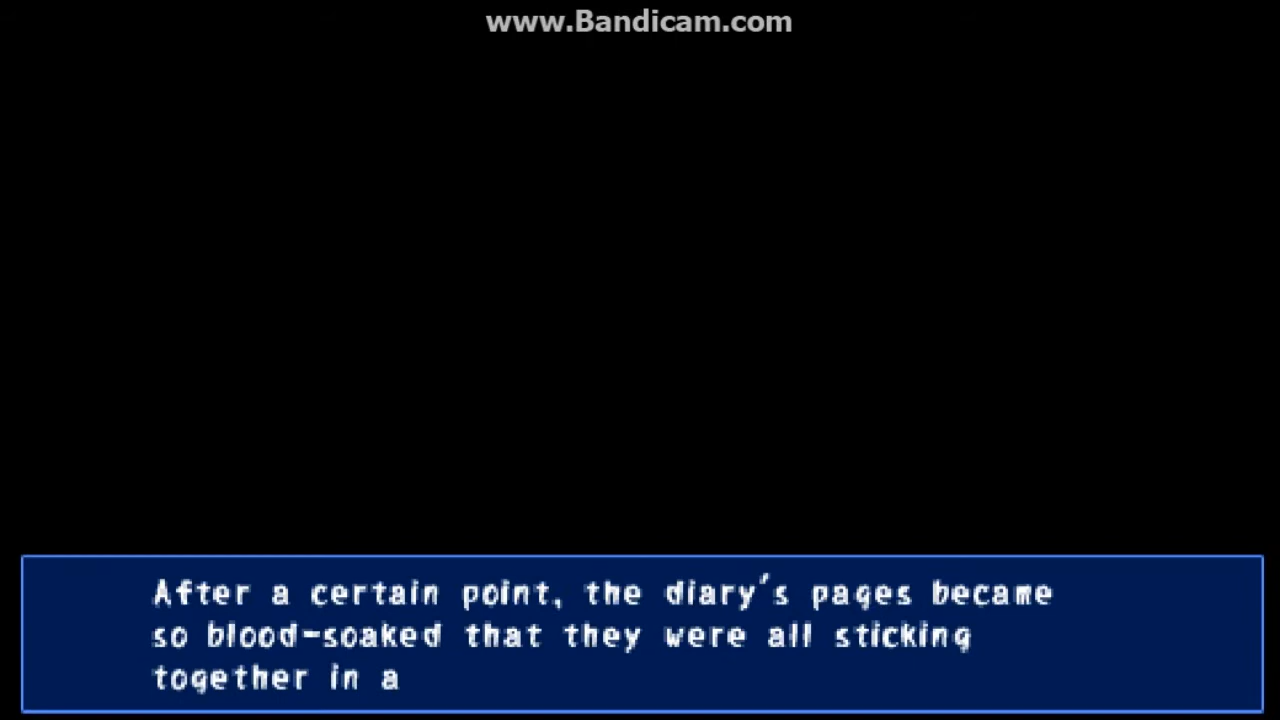 www.Bandicam.com
After a certain point, the diary's pages became
so blood-soaked that they were all sticking
together in a